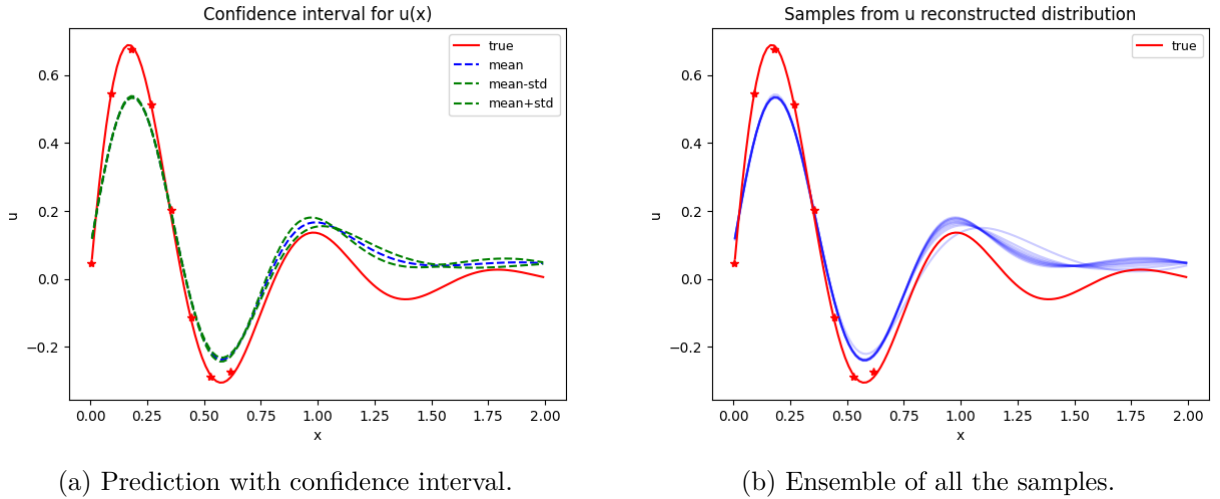 Confidence interval for u(x)
true
mean
mean-std
mean+std
0.6
0.4
0.2
0.0
−0.2
u
0.00 0.25 0.50 0.75 1.00 1.25 1.50 1.75 2.00
x
(a) Prediction with confidence interval.
Samples from u reconstructed distribution
true
0.6
0.4
0.2
0.0
−0.2
u
0.00 0.25 0.50 0.75 1.00 1.25 1.50 1.75 2.00
x
(b) Ensemble of all the samples.